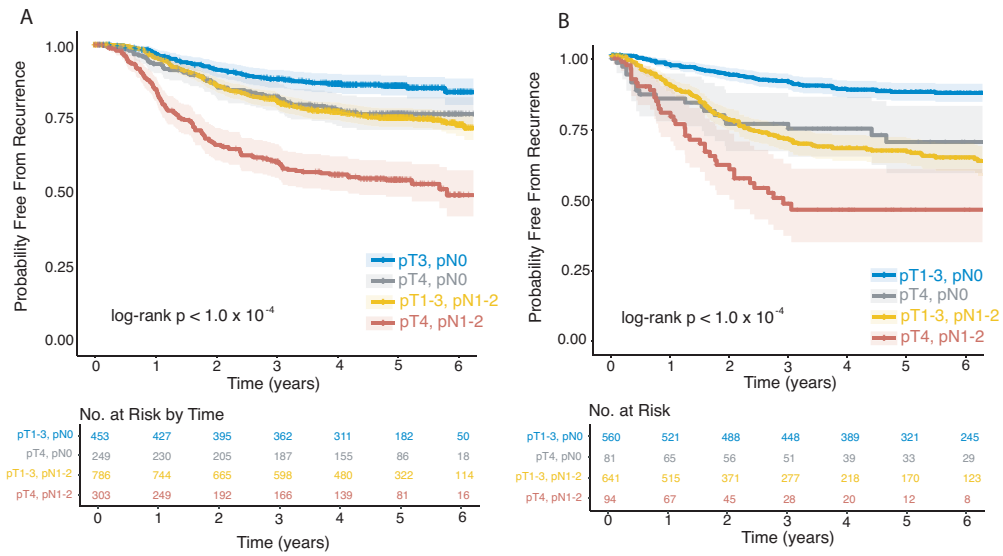 A
Probability Free From Recurrence
1.00
0.75
0.50
0.25
0.00
pT3, pN0
pT4, pN0
pT1-3, pN1-2
pT4, pN1-2
log-rank p < 1.0 x 10⁻⁴
0 1 2 3 4 5 6
Time (years)
No. at Risk by Time
pT1-3, pN0 453 427 395 362 311 182 50
pT4, pN0 249 230 205 187 155 86 18
pT1-3, pN1-2 786 744 665 598 480 322 114
pT4, pN1-2 303 249 192 166 139 81 16
0 1 2 3 4 5 6
Time (years)
B
Probability Free From Recurrence
1.00
0.75
0.50
0.25
0.00
pT1-3, pN0
pT4, pN0
pT1-3, pN1-2
pT4, pN1-2
log-rank p < 1.0 x 10⁻⁴
0 1 2 3 4 5 6
Time (years)
No. at Risk
pT1-3, pN0 560 521 488 448 389 321 245
pT4, pN0 81 65 56 51 39 33 29
pT1-3, pN1-2 641 515 371 277 218 170 123
pT4, pN1-2 94 67 45 28 20 12 8
0 1 2 3 4 5 6
Time (years)